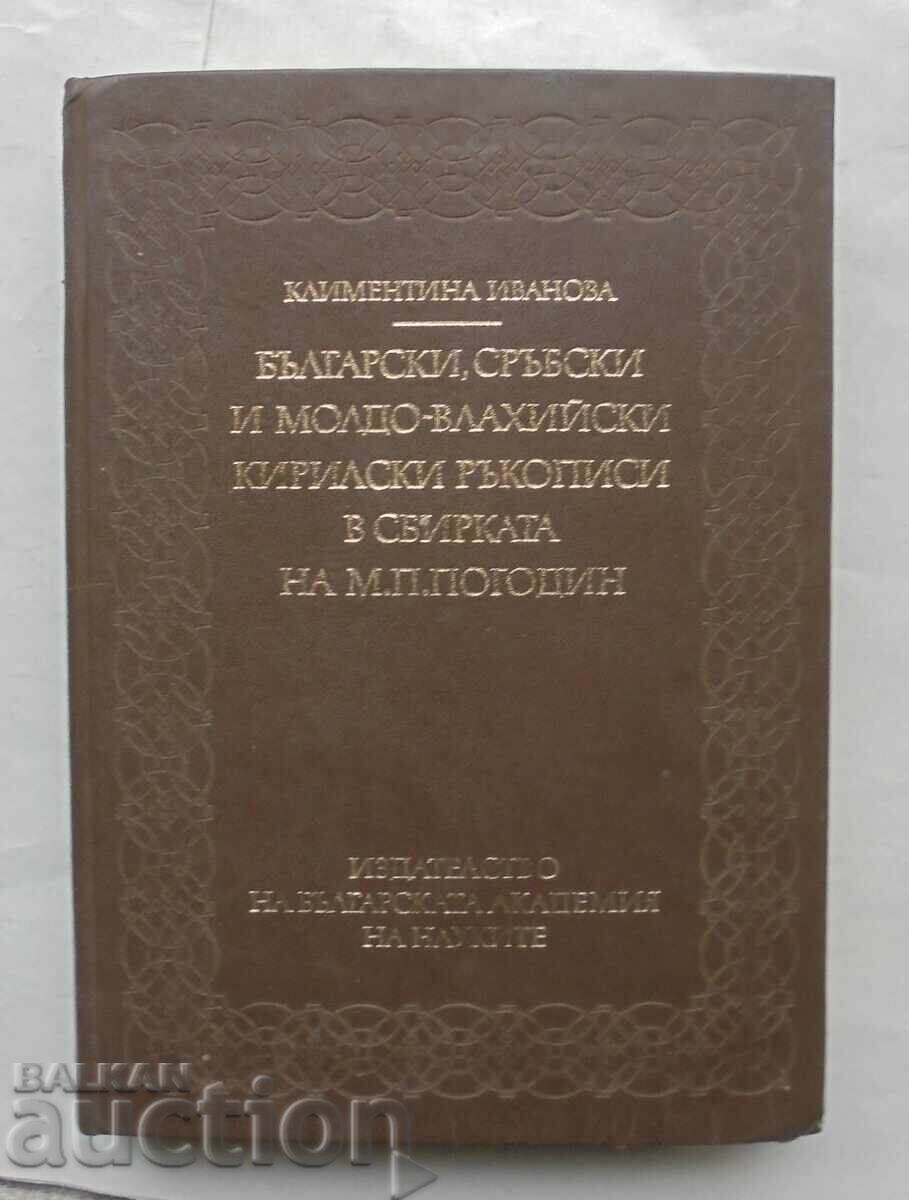 КЛИМЕНТИНА ИВАНОВА
БЪЛГАРСКИ, СРЪБСКИ
И МОЛДО-ВЛАХИЙСКИ
КИРИЛСКИ РЪКОПИСИ
В СБИРКАТА
НА М.П.ПОГОДИН
ИЗДАТЕЛСТВО
НА БЪЛГАРСКАТА АКАДЕМИЯ
НА НАУКИТЕ
BALKAN
auction